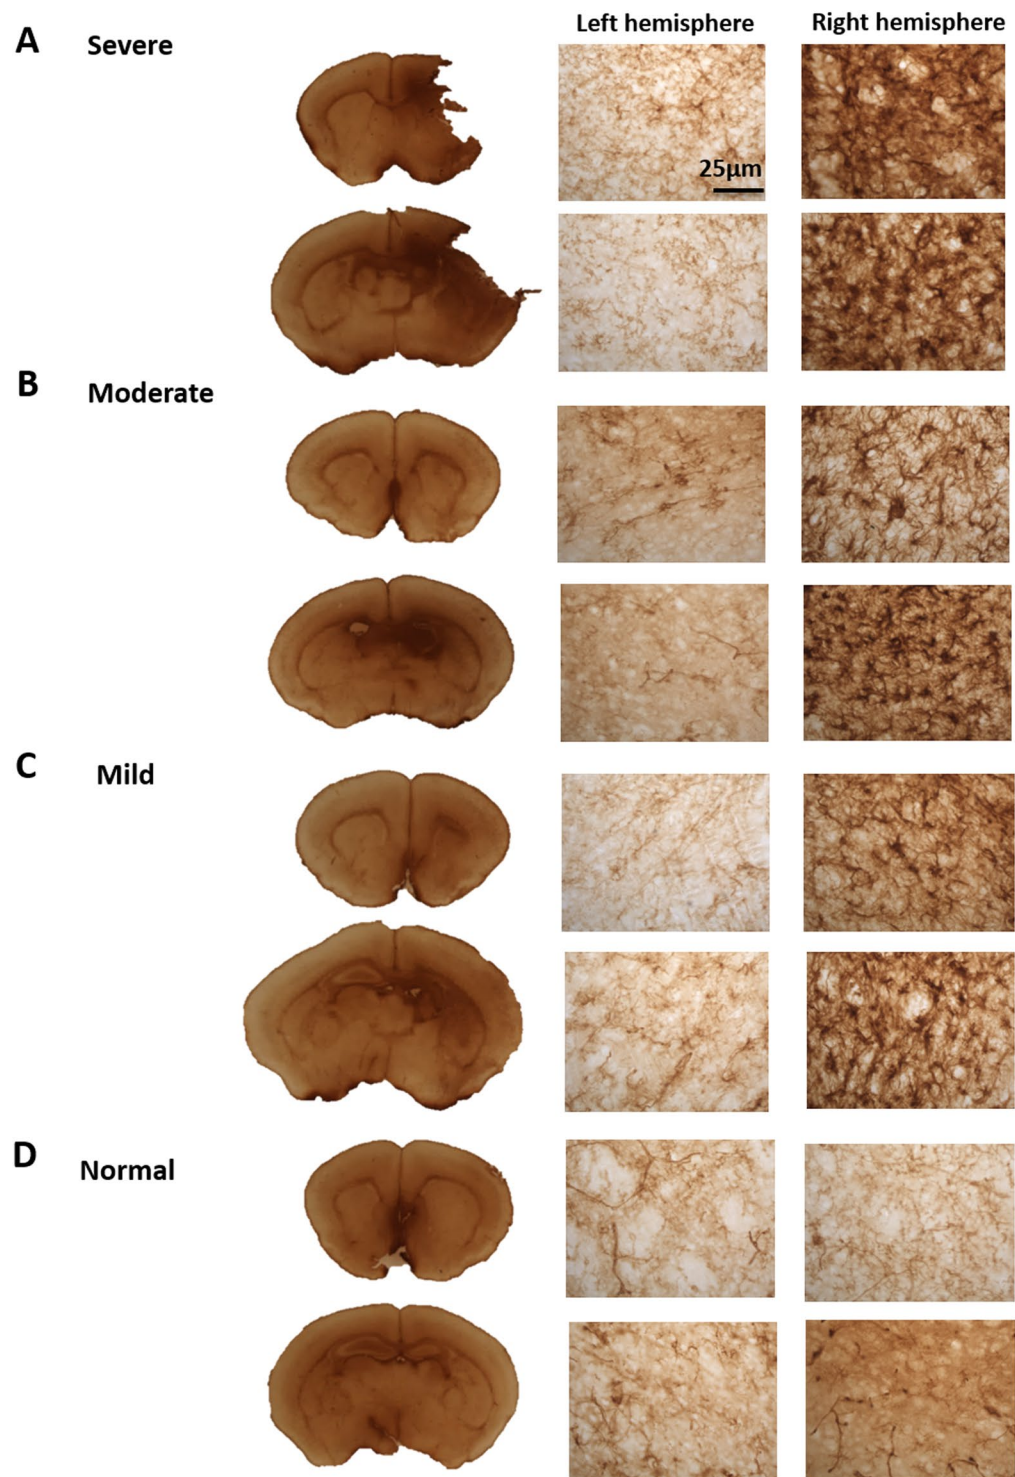 Left hemisphere Right hemisphere
A Severe
25μm
B Moderate
C Mild
D Normal